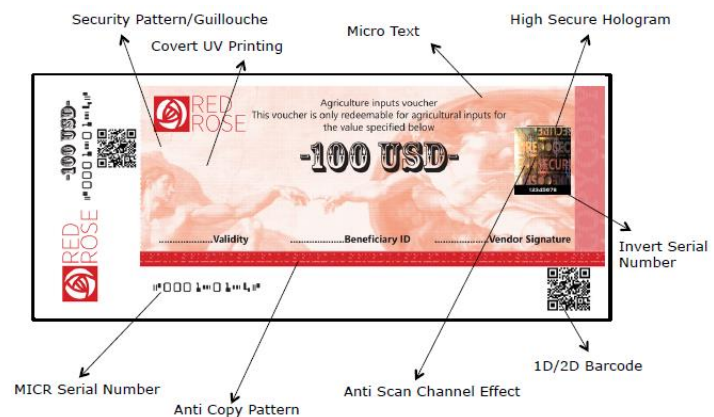 Security Pattern/Guillouche
Covert UV Printing
Micro Text
High Secure Hologram
-100 USD-
RED
ROSE
RED
ROSE
Agriculture inputs voucher
This voucher is only redeemable for agricultural inputs for
the value specified below
-100 USD-
12345678
....................Validity
....................Beneficiary ID
....................Vendor Signature
Invert Serial
Number
1D/2D Barcode
MICR Serial Number
Anti Copy Pattern
Anti Scan Channel Effect